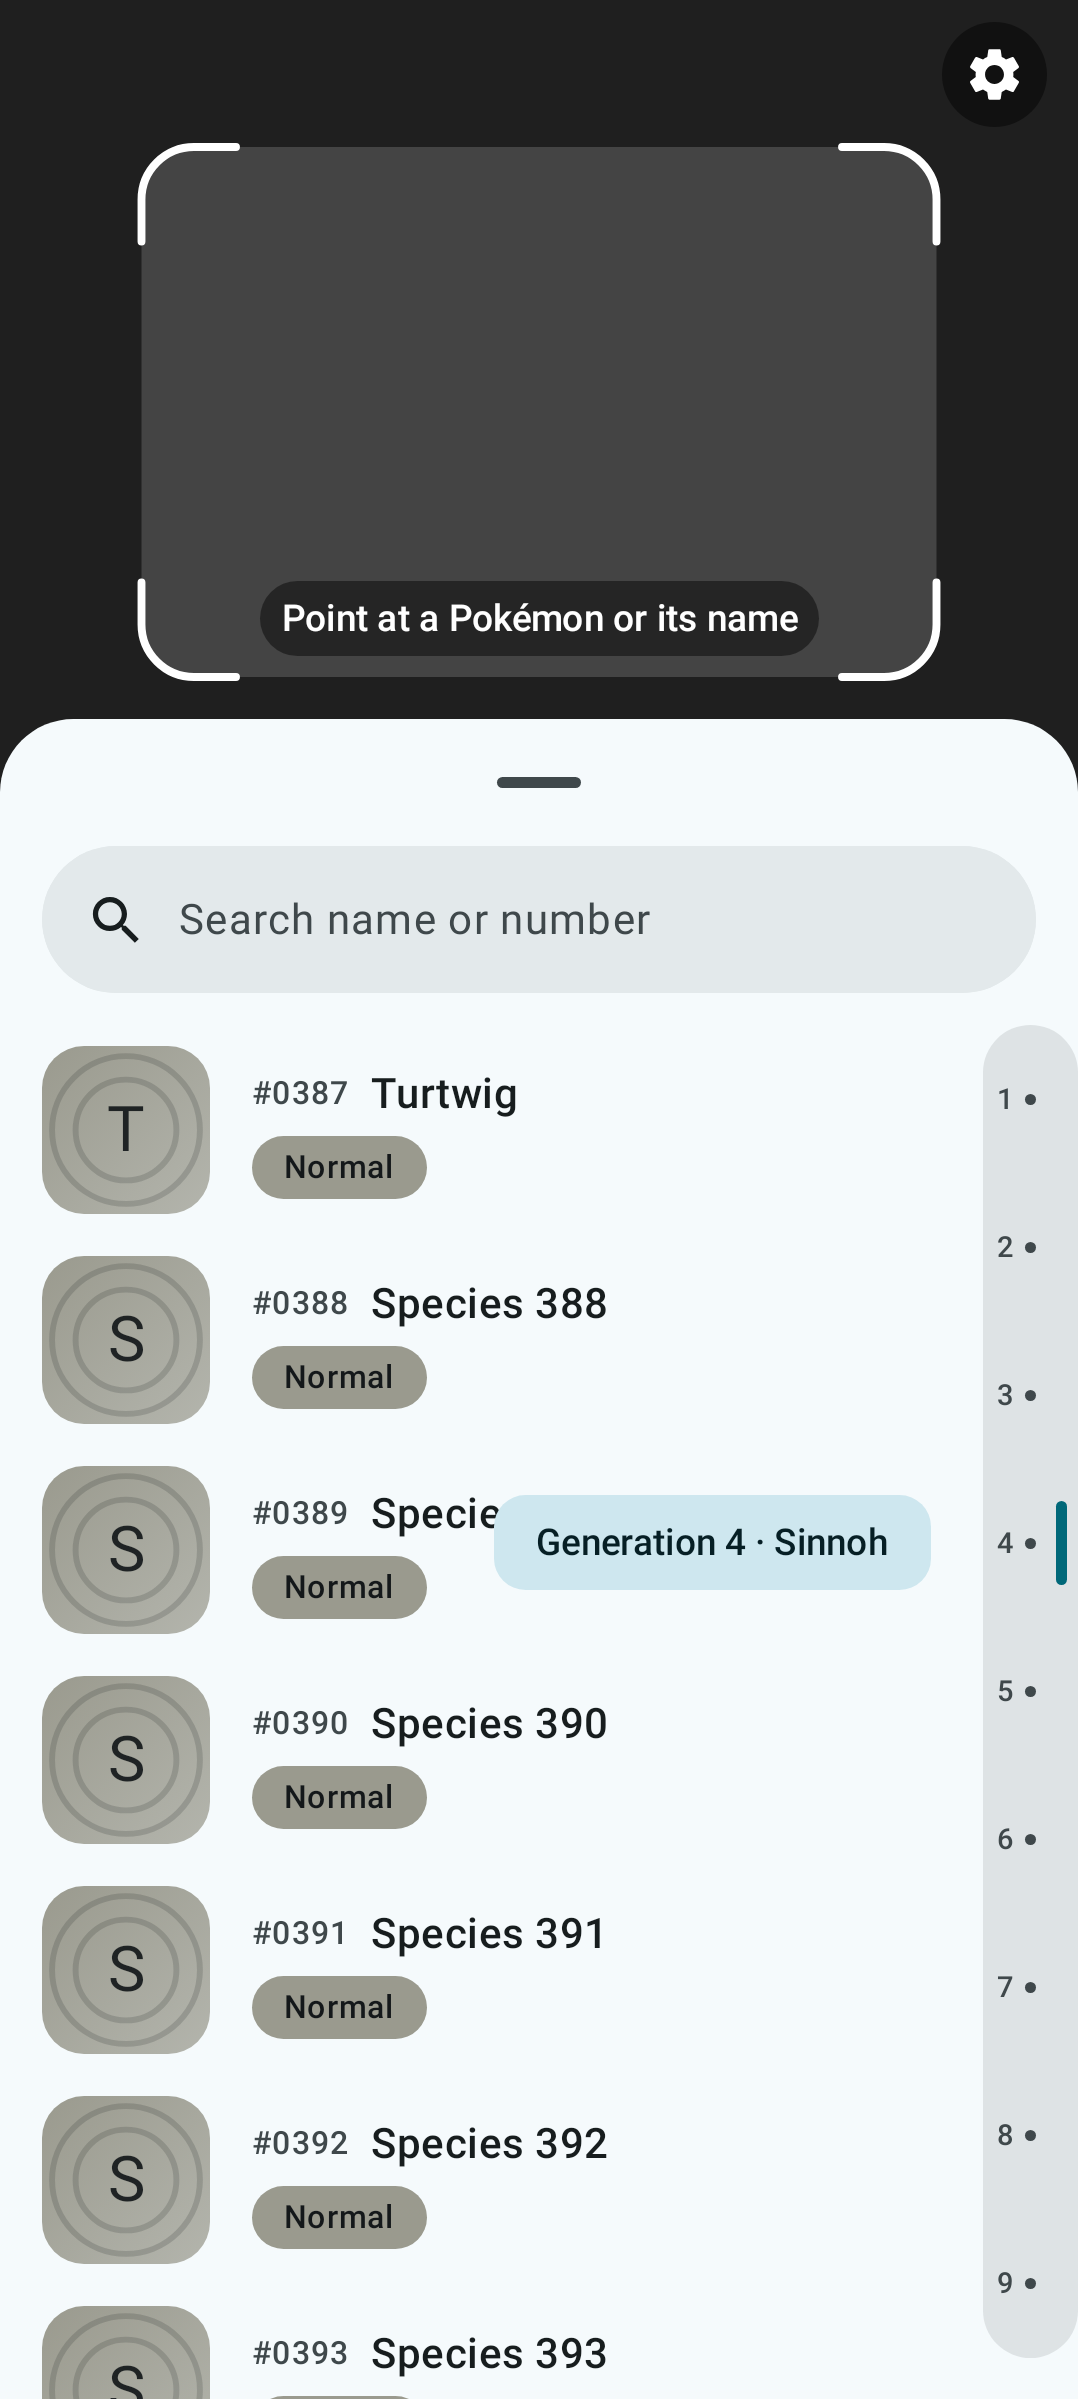 Point at a Pokémon or its name
Search name or number
T
#0387 Turtwig
Normal
S
#0388 Species 388
Normal
S
#0389 Specie
Normal
Generation 4 · Sinnoh
S
#0390 Species 390
Normal
S
#0391 Species 391
Normal
S
#0392 Species 392
Normal
S
#0393 Species 393
1
2
3
4
5
6
7
8
9